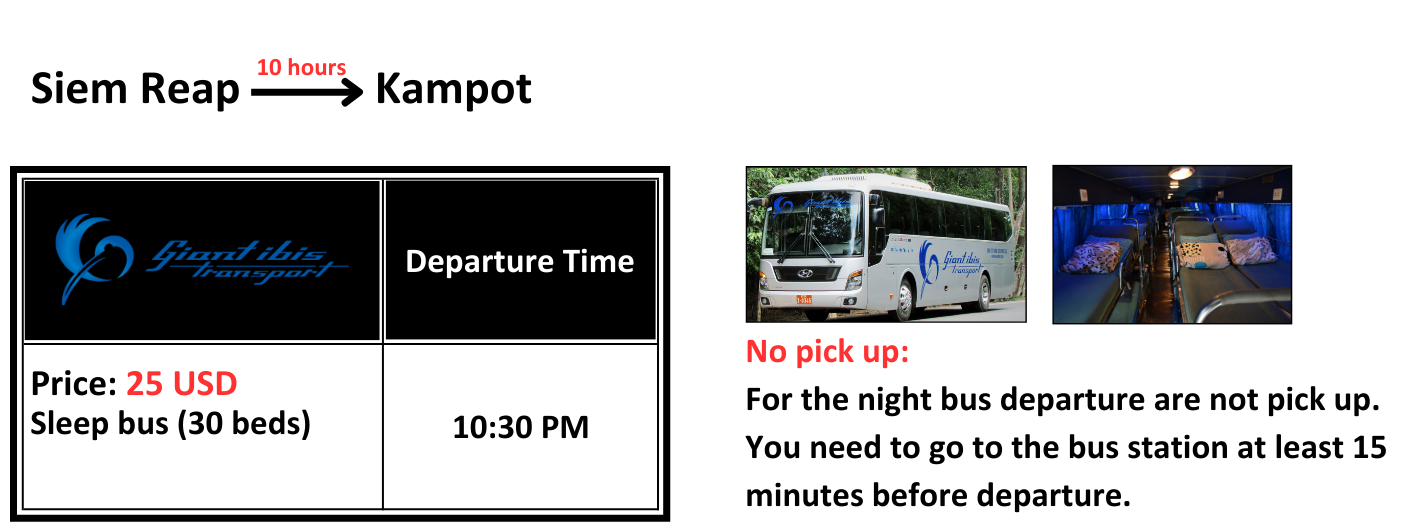 10 hours
Siem Reap Kampot
Giant ibis
transport
Departure Time
Price: 25 USD
Sleep bus (30 beds)
10:30 PM
Giant ibis
transport
No pick up:
For the night bus departure are not pick up.
You need to go to the bus station at least 15
minutes before departure.